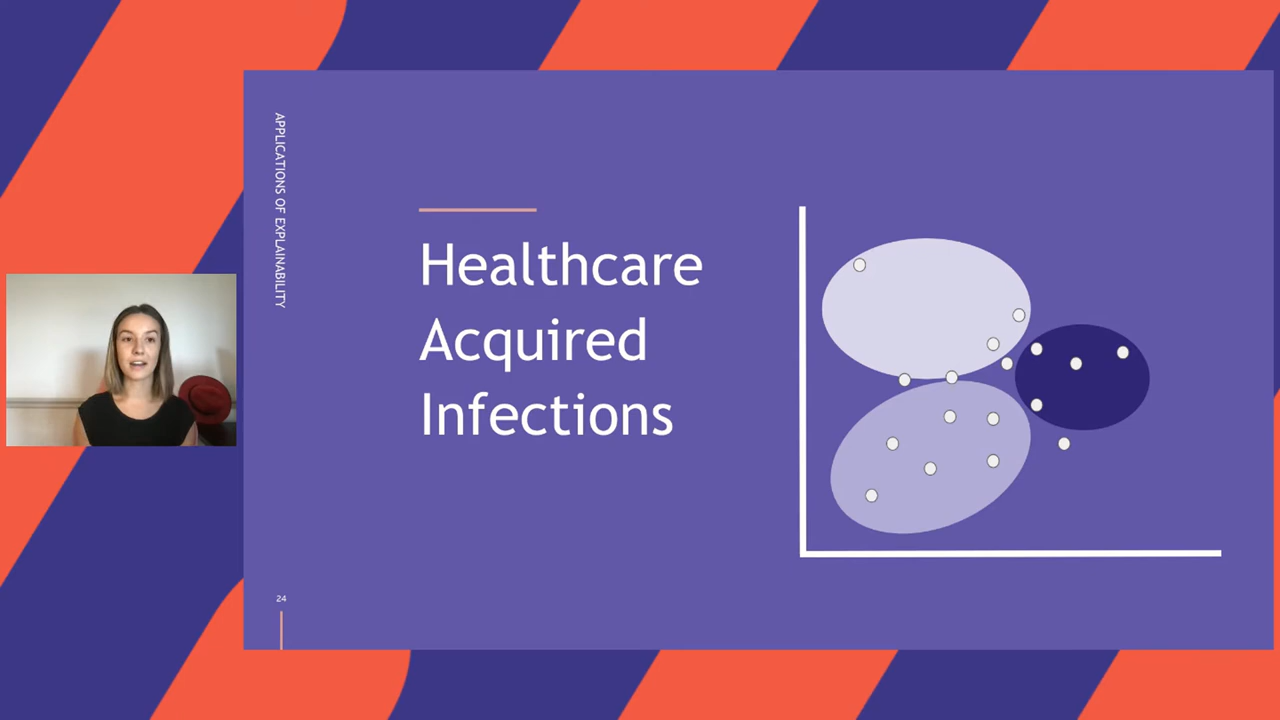 APPLICATIONS OF EXPLAINABILITY
Healthcare
Acquired
Infections
24